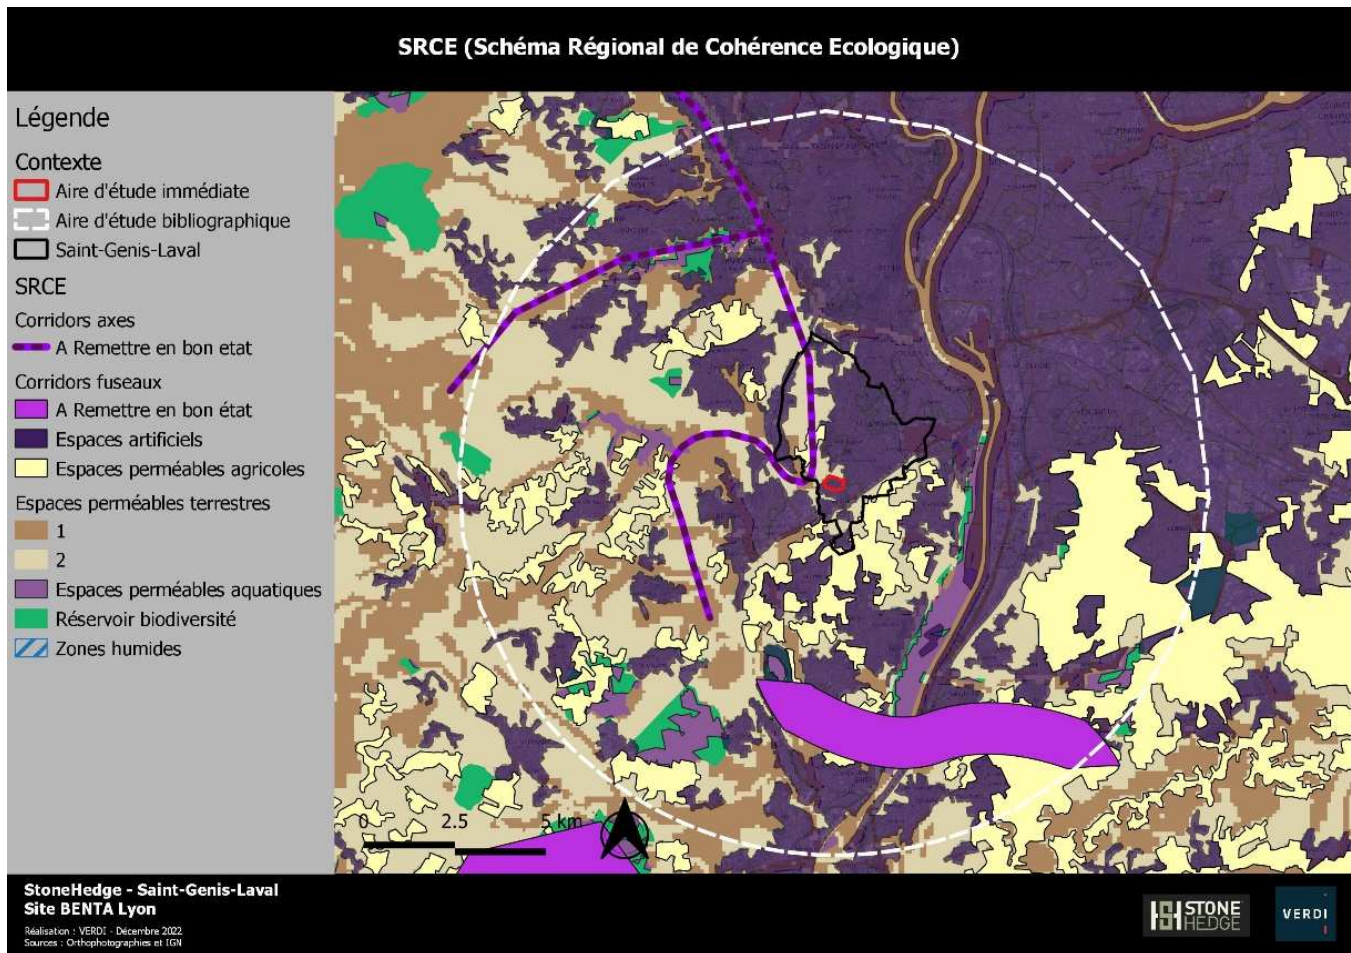 SRCE (Schéma Régional de Cohérence Ecologique)
Légende
Contexte
Aire d'étude immédiate
Aire d'étude bibliographique
Saint-Genis-Laval
SRCE
Corridors axes
A Remettre en bon etat
Corridors fuseaux
A Remettre en bon état
Espaces artificiels
Espaces perméables agricoles
Espaces perméables terrestres
1
2
Espaces perméables aquatiques
Réservoir biodiversité
Zones humides
0 2.5 5 km
StoneHedge - Saint-Genis-Laval
Site BENTA Lyon
Réalisation : VERDI - Décembre 2022
Sources : Orthophotographies et IGN
STONE
HEDGE
VERDI